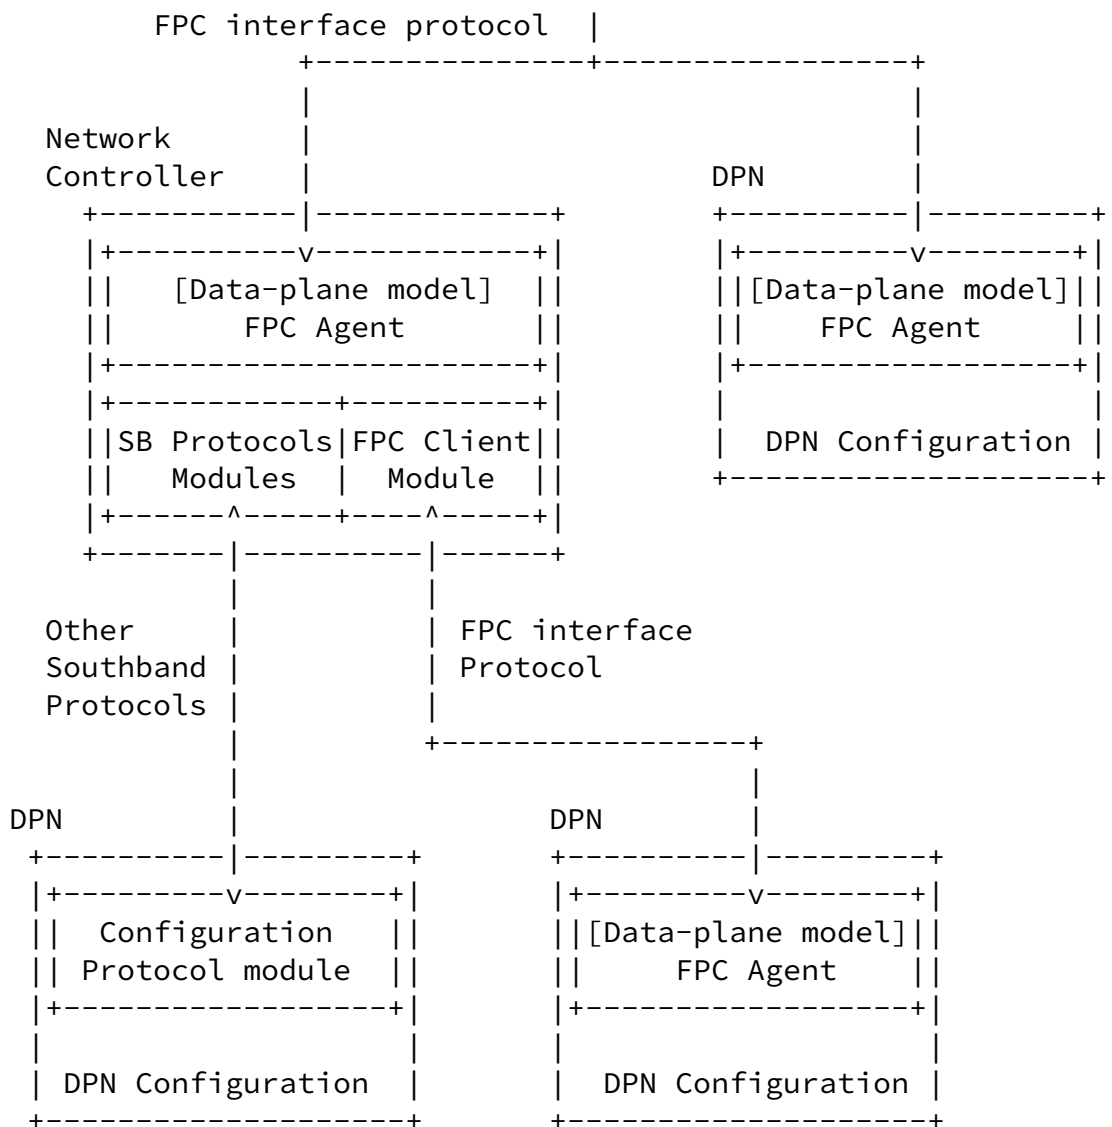 FPC interface protocol
Network
Controller
DPN
[Data-plane model]
FPC Agent
[Data-plane model]
FPC Agent
SB Protocols
Modules
FPC Client
Module
DPN Configuration
Other
Southband
Protocols
FPC interface
Protocol
DPN
DPN
Configuration
Protocol module
[Data-plane model]
FPC Agent
DPN Configuration
DPN Configuration